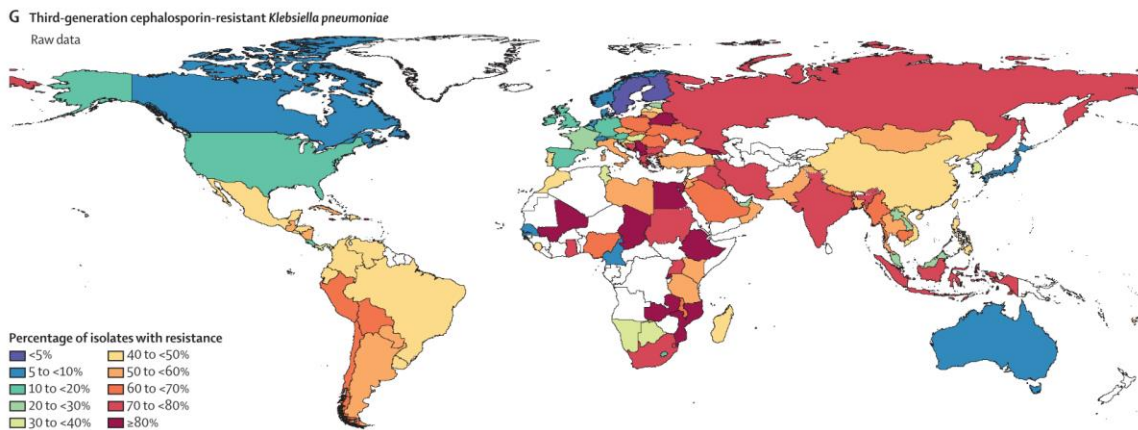 G Third-generation cephalosporin-resistant Klebsiella pneumoniae
Raw data
Percentage of isolates with resistance
<5%
5 to <10%
10 to <20%
20 to <30%
30 to <40%
40 to <50%
50 to <60%
60 to <70%
70 to <80%
≥80%